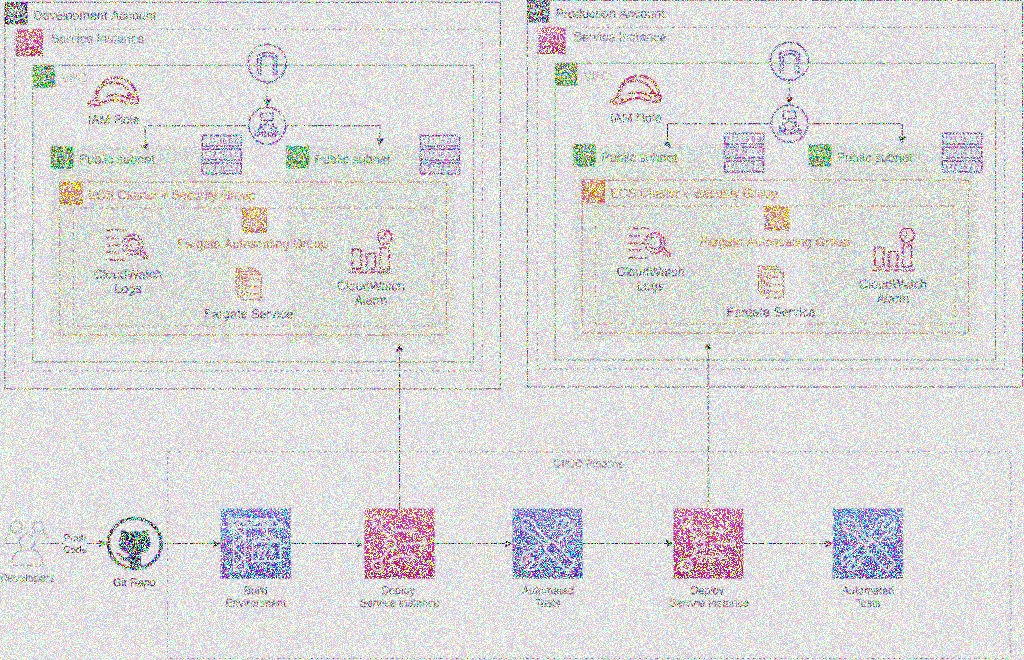 Development Account
Service Instance
VPC
IAM Role
Public subnet
Public subnet
ECS Cluster + Security Group
Fargate Autoscaling Group
CloudWatch
Logs
CloudWatch
Alarm
Fargate Service
Production Account
Service Instance
VPC
IAM Role
Public subnet
Public subnet
ECS Cluster + Security Group
Fargate Autoscaling Group
CloudWatch
Logs
CloudWatch
Alarm
Fargate Service
CI/CD Pipeline
Developers
Push
Code
Git Repo
Build
Environment
Deploy
Service Instance
Automated
Tests
Deploy
Service Instance
Automated
Tests